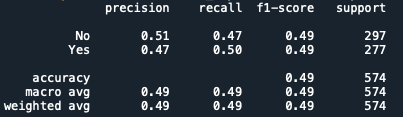 precision recall f1-score support
No 0.51 0.47 0.49 297
Yes 0.47 0.50 0.49 277
accuracy 0.49 574
macro avg 0.49 0.49 0.49 574
weighted avg 0.49 0.49 0.49 574